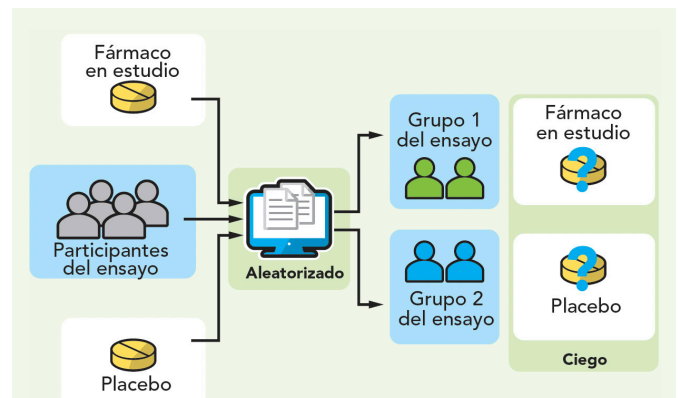 Fármaco
en estudio
Participantes
del ensayo
Placebo
Aleatorizado
Grupo 1
del ensayo
Grupo 2
del ensayo
Fármaco
en estudio
?
?
Placebo
Ciego